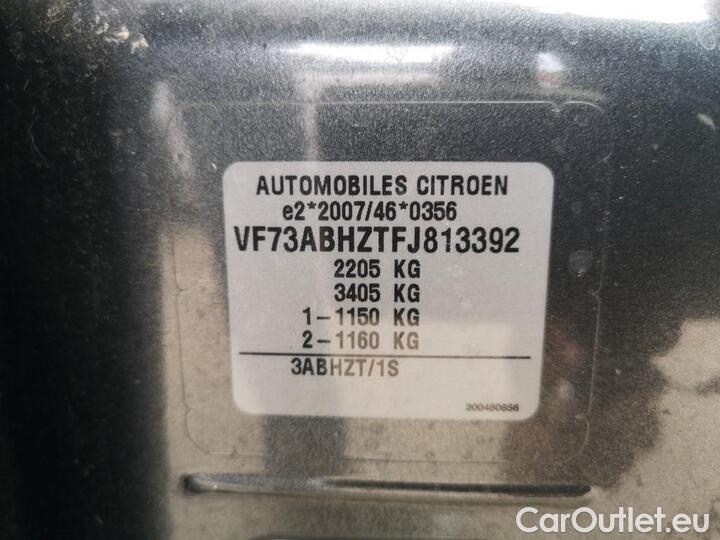 AUTOMOBILES CITROEN
e2*2007/46*0356
VF73ABHZTFJ813392
2205 KG
3405 KG
1-1150 KG
2-1160 KG
3ABHZT/1S
200480856
CarOutlet.eu